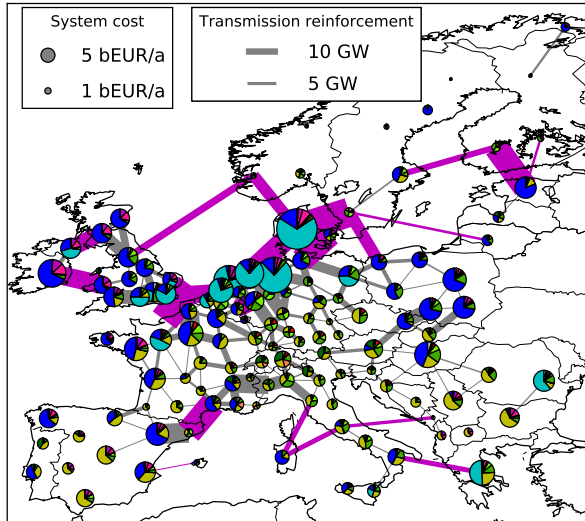 System cost
5 bEUR/a
1 bEUR/a
Transmission reinforcement
10 GW
5 GW